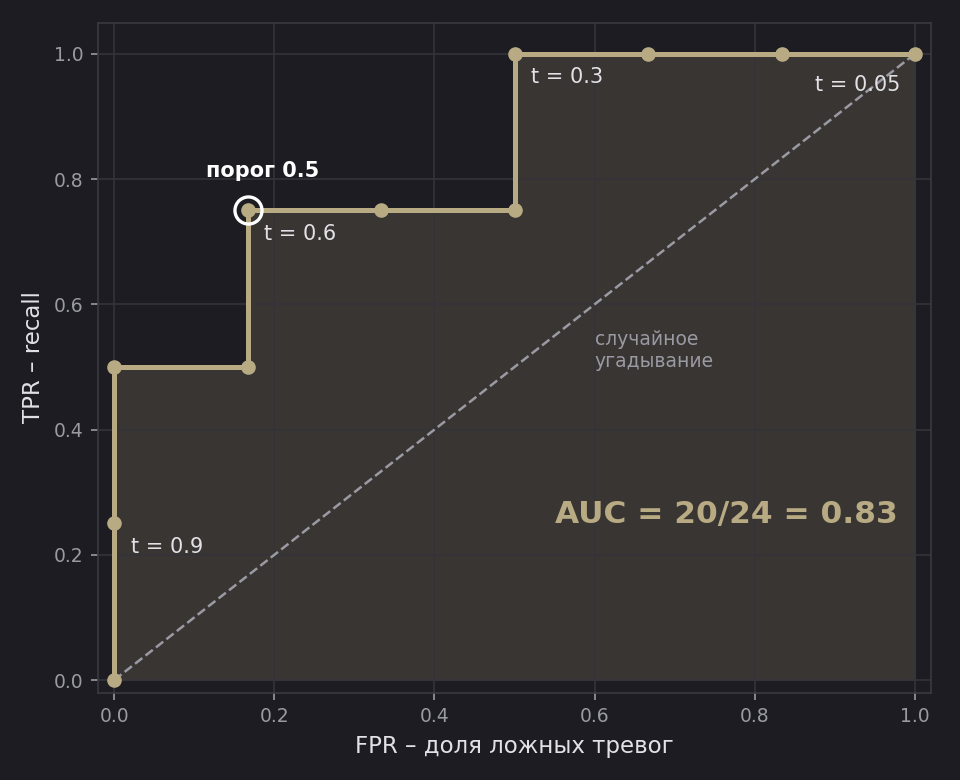 1.0
t = 0.3
t = 0.05
порог 0.5
0.8
t = 0.6
0.6
случайное
угадывание
TPR – recall
0.4
AUC = 20/24 = 0.83
t = 0.9
0.2
0.0
0.0
0.2
0.4
0.6
0.8
1.0
FPR – доля ложных тревог